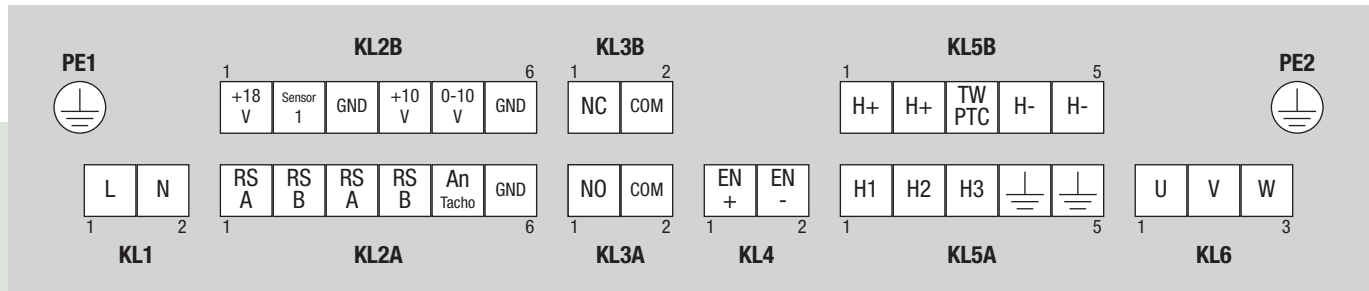 KL2B KL3B KL5B
PE1 PE2
1 6 1 2 1 5
+18 V Sensor 1 GND +10 V 0-10 V GND NC COM H+ H+ TW PTC H- H-
L N RS A RS B RS A RS B An Tacho GND NO COM EN + EN - H1 H2 H3 U V W
1 2 1 6 1 2 1 2 1 5 1 3
KL1 KL2A KL3A KL4 KL5A KL6